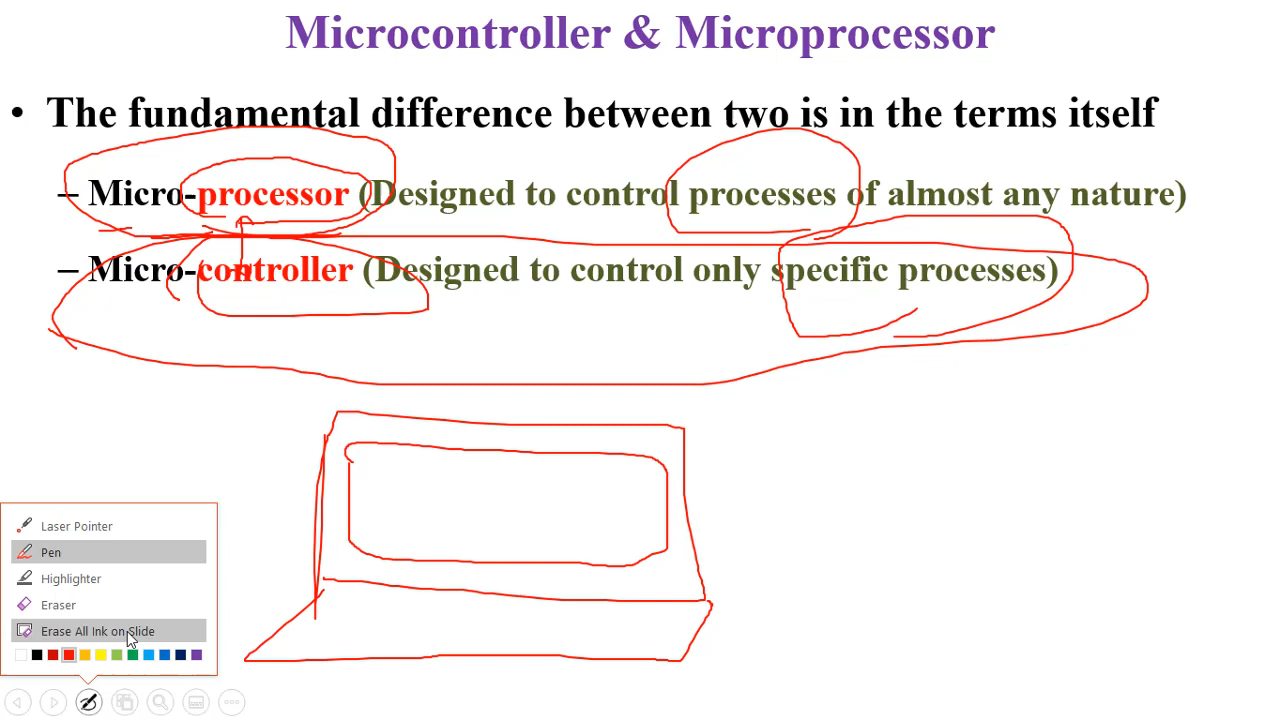 Microcontroller & Microprocessor
• The fundamental difference between two is in the terms itself
– Micro-processor (Designed to control processes of almost any nature)
– Micro-controller (Designed to control only specific processes)
Laser Pointer
Pen
Highlighter
Eraser
Erase All Ink on Slide